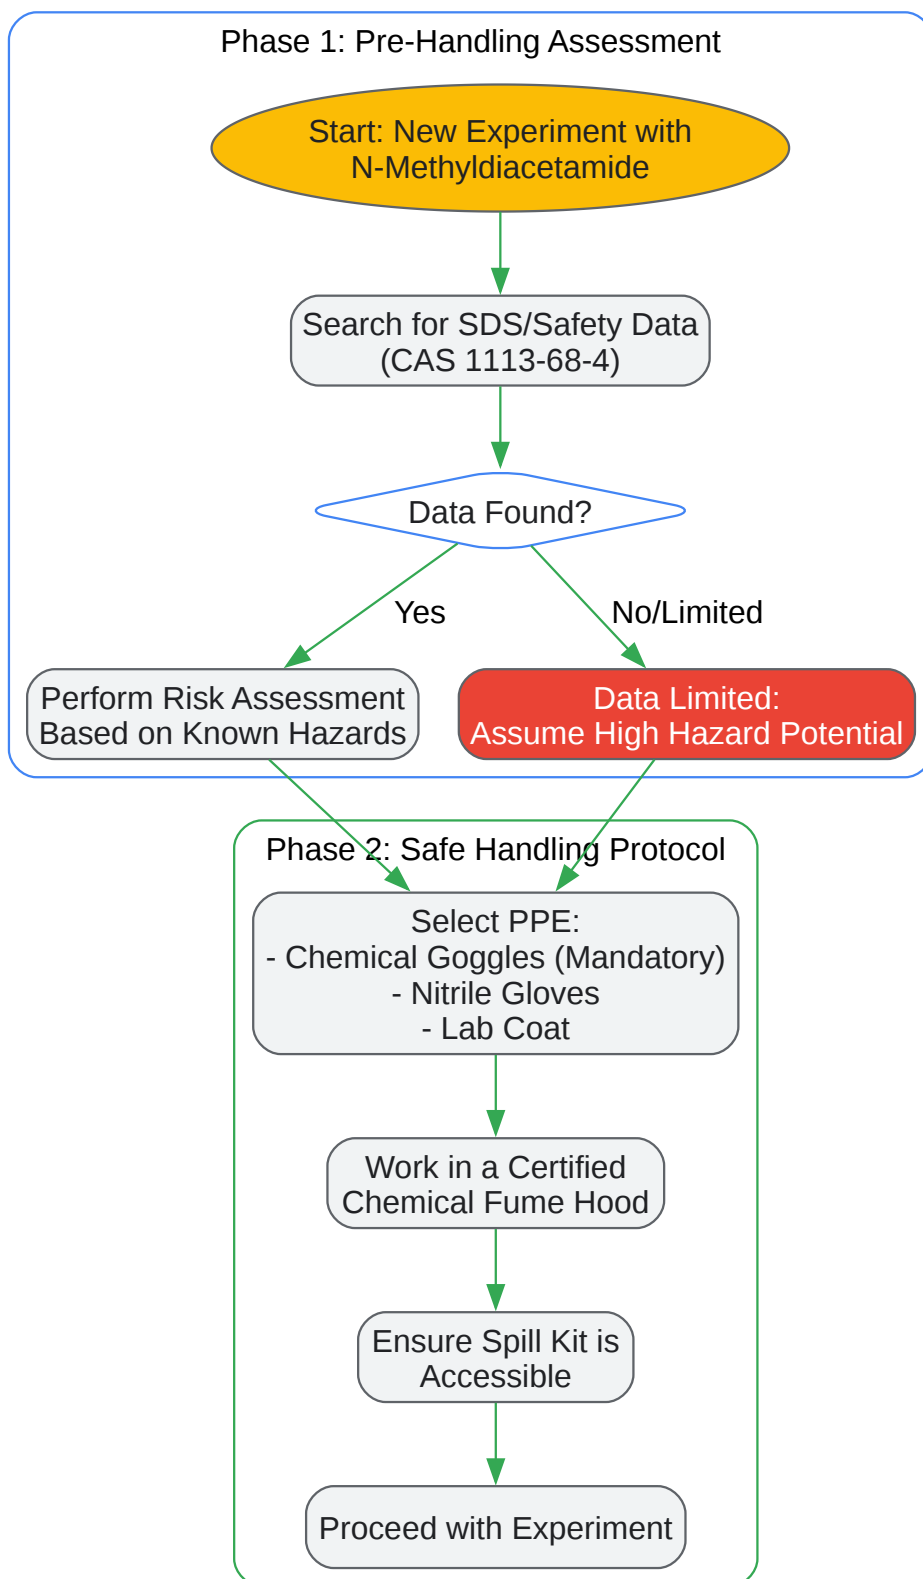 Phase 1: Pre-Handling Assessment
Start: New Experiment with
N-Methyldiacetamide
Search for SDS/Safety Data
(CAS 1113-68-4)
Data Found?
Yes
No/Limited
Perform Risk Assessment
Based on Known Hazards
Data Limited:
Assume High Hazard Potential
Phase 2: Safe Handling Protocol
Select PPE:
- Chemical Goggles (Mandatory)
- Nitrile Gloves
- Lab Coat
Work in a Certified
Chemical Fume Hood
Ensure Spill Kit is
Accessible
Proceed with Experiment